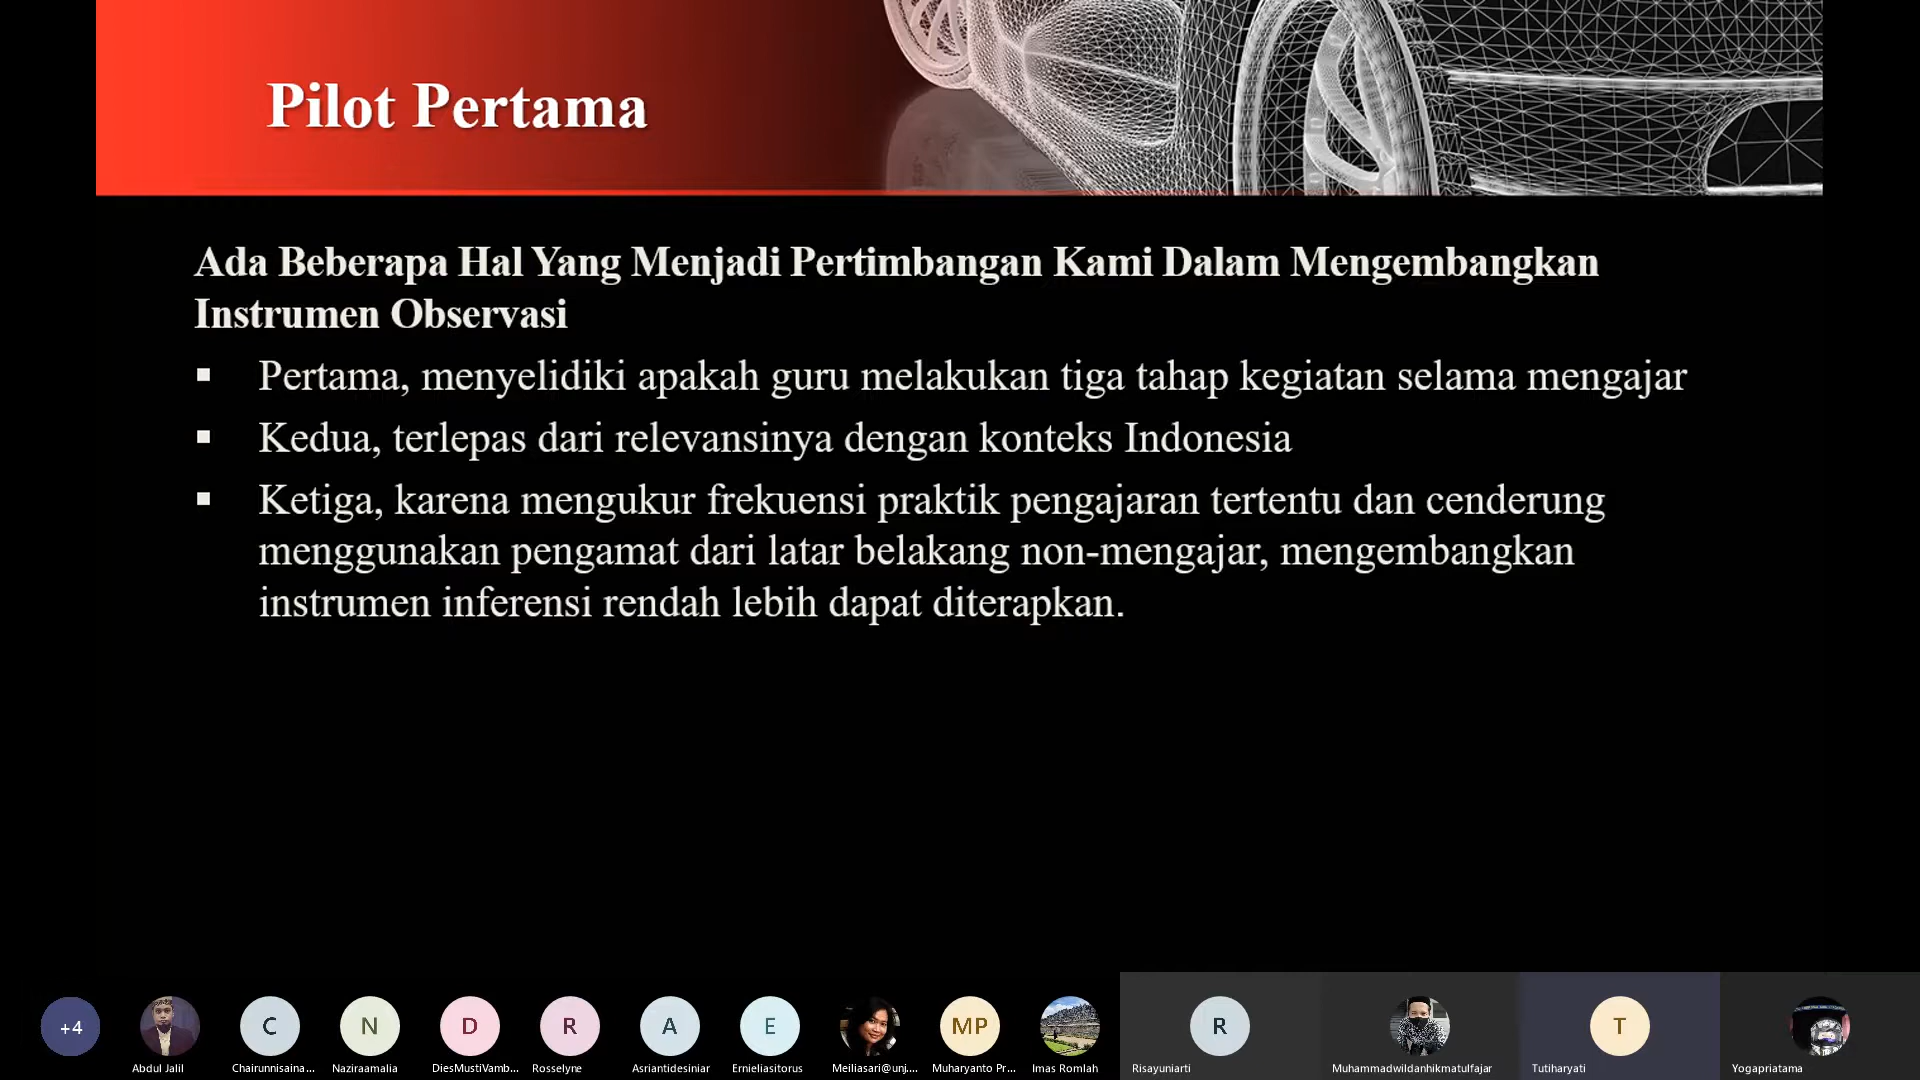 Pilot Pertama
Ada Beberapa Hal Yang Menjadi Pertimbangan Kami Dalam Mengembangkan
Instrumen Observasi
Pertama, menyelidiki apakah guru melakukan tiga tahap kegiatan selama mengajar
Kedua, terlepas dari relevansinya dengan konteks Indonesia
Ketiga, karena mengukur frekuensi praktik pengajaran tertentu dan cenderung
menggunakan pengamat dari latar belakang non-mengajar, mengembangkan
instrumen inferensi rendah lebih dapat diterapkan.
+4 C N D R A E MP R T
Abdul Jalil Chairunnisaina... Naziraamalia DiesMustiVamb... Rosselyne Asriantidesiniar Ernieliasitorus Meiliasari@unj.... Muharyanto Pr... Imas Romlah Risayuniarti Muhammadwildanhikmatulfajar Tutiharyati Yogapriatama